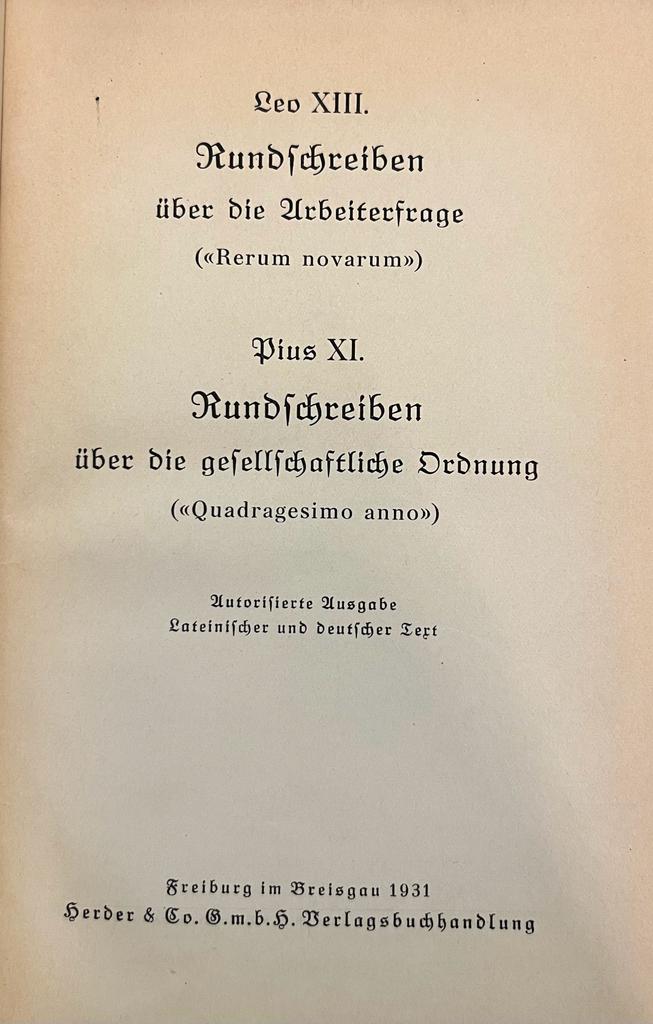 Leo XIII.
Rundſchreiben
über die Arbeiterfrage
(«Rerum novarum»)
Pius XI.
Rundſchreiben
über die geſellſchaftliche Ordnung
(«Quadragesimo anno»)
Autoriſierte Ausgabe
Lateiniſcher und deutſcher Text
Freiburg im Breisgau 1931
Herder & Co. G.m.b.H. Verlagsbuchhandlung